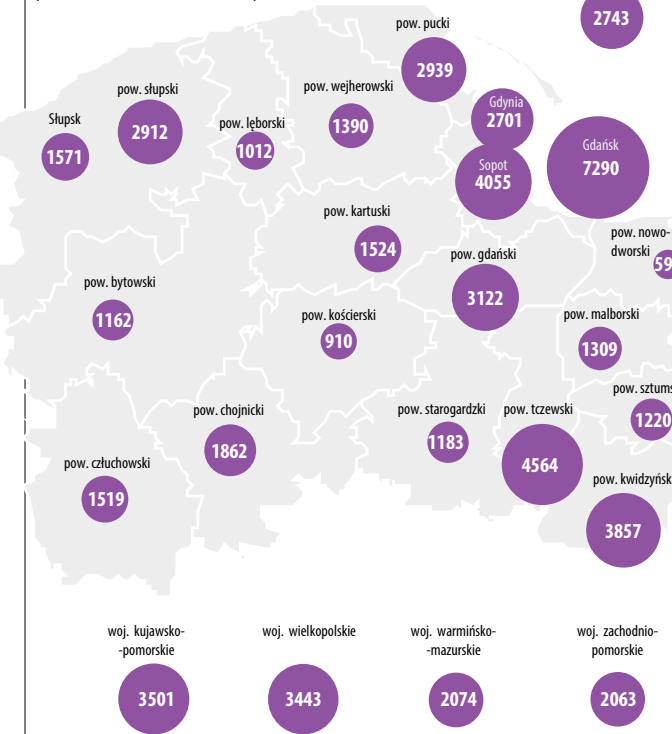 2743
pow. pucki
2939
pow. słupski
2912
pow. wejherowski
1390
Gdynia
2701
Słupsk
1571
pow. lęborski
1012
Gdańsk
7290
Sopot
4055
pow. kartuski
1524
pow. nowo-
dworski
pow. gdański
3122
pow. bytowski
1162
pow. kościerski
910
pow. malborski
1309
pow. sztums
1220
pow. chojnicki
1862
pow. starogardzki
1183
pow. tczewski
4564
pow. człuchowski
1519
pow. kwidzyńsk
3857
woj. kujawsko-
-pomorskie
3501
woj. wielkopolskie
3443
woj. warmińsko-
-mazurskie
2074
woj. zachodnio-
pomorskie
2063